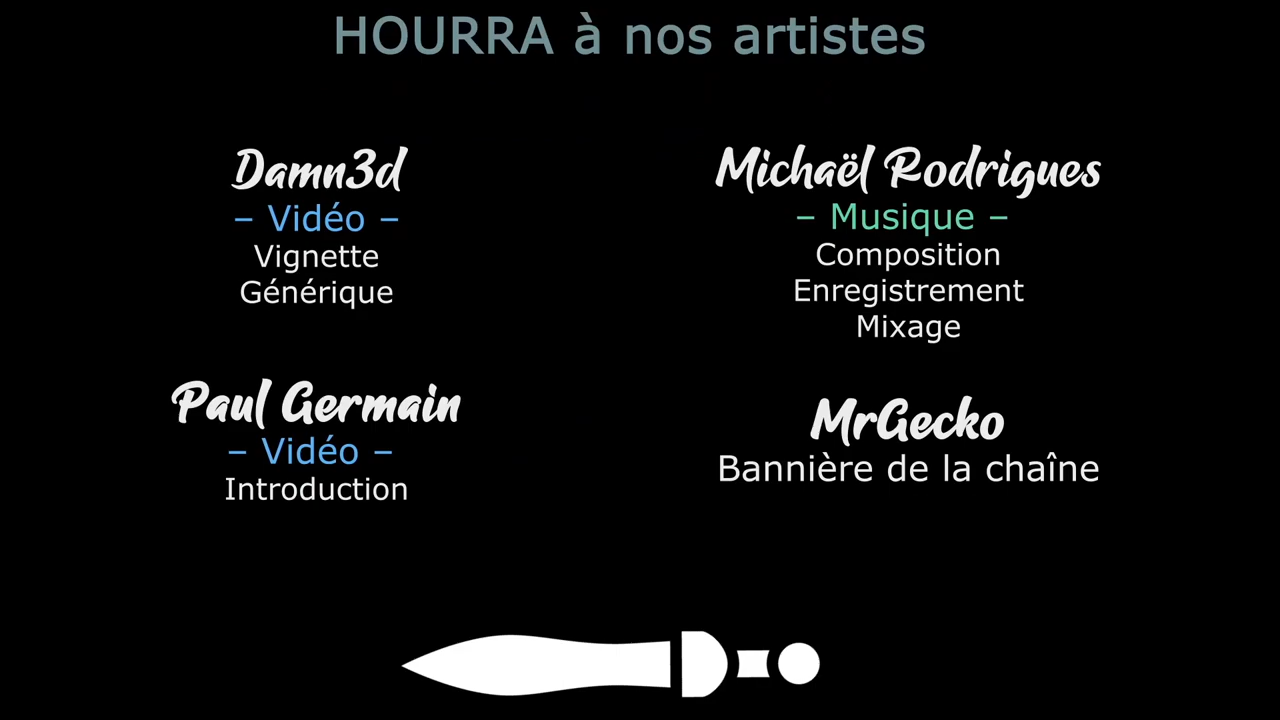 HOURRA à nos artistes
Damn3d
– Vidéo –
Vignette
Générique
Michaël Rodrigues
– Musique –
Composition
Enregistrement
Mixage
Paul Germain
– Vidéo –
Introduction
MrGecko
Bannière de la chaîne